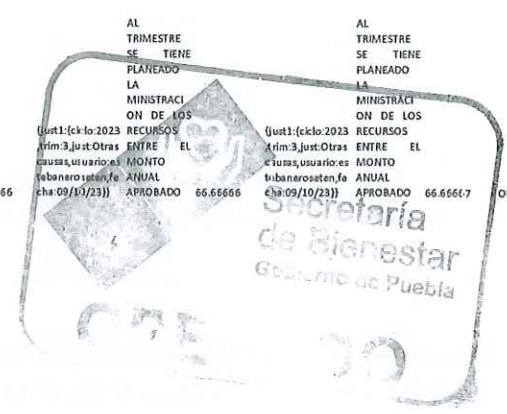 AL
TRIMESTRE
SE TIENE
PLANEADO
LA
MINISTRACI
ON DE LOS
RECURSOS
ENTRE EL
MONTO
ANUAL
APROBADO
{just1:{ciclo:2023
,trim:3,just:Otras
causas,usuario:es
tebaneroseten,fe
cha:09/10/23}}
66
66.66666
AL
TRIMESTRE
SE TIENE
PLANEADO
LA
MINISTRACI
ON DE LOS
RECURSOS
ENTRE EL
MONTO
ANUAL
APROBADO
{just1:{ciclo:2023
,trim:3,just:Otras
causas,usuario:es
tebaneroseten,fe
cha:09/10/23}}
66.66667
Secretaría
de Bienestar
Gobierno de Puebla